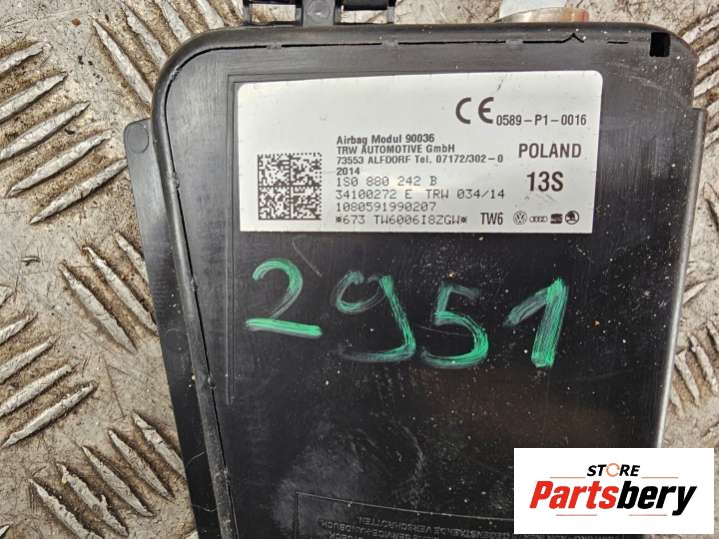 CE 0589-P1-0016
Airbag Modul 90036
TRW AUTOMOTIVE GmbH
73553 ALFDORF Tel. 07172/302-0
2014
POLAND
1S0 880 242 B
13S
34100272 E TRW 034/14
1080591990207
*673 TW6006I8ZGW* TW6
2951
STORE
Partsbery